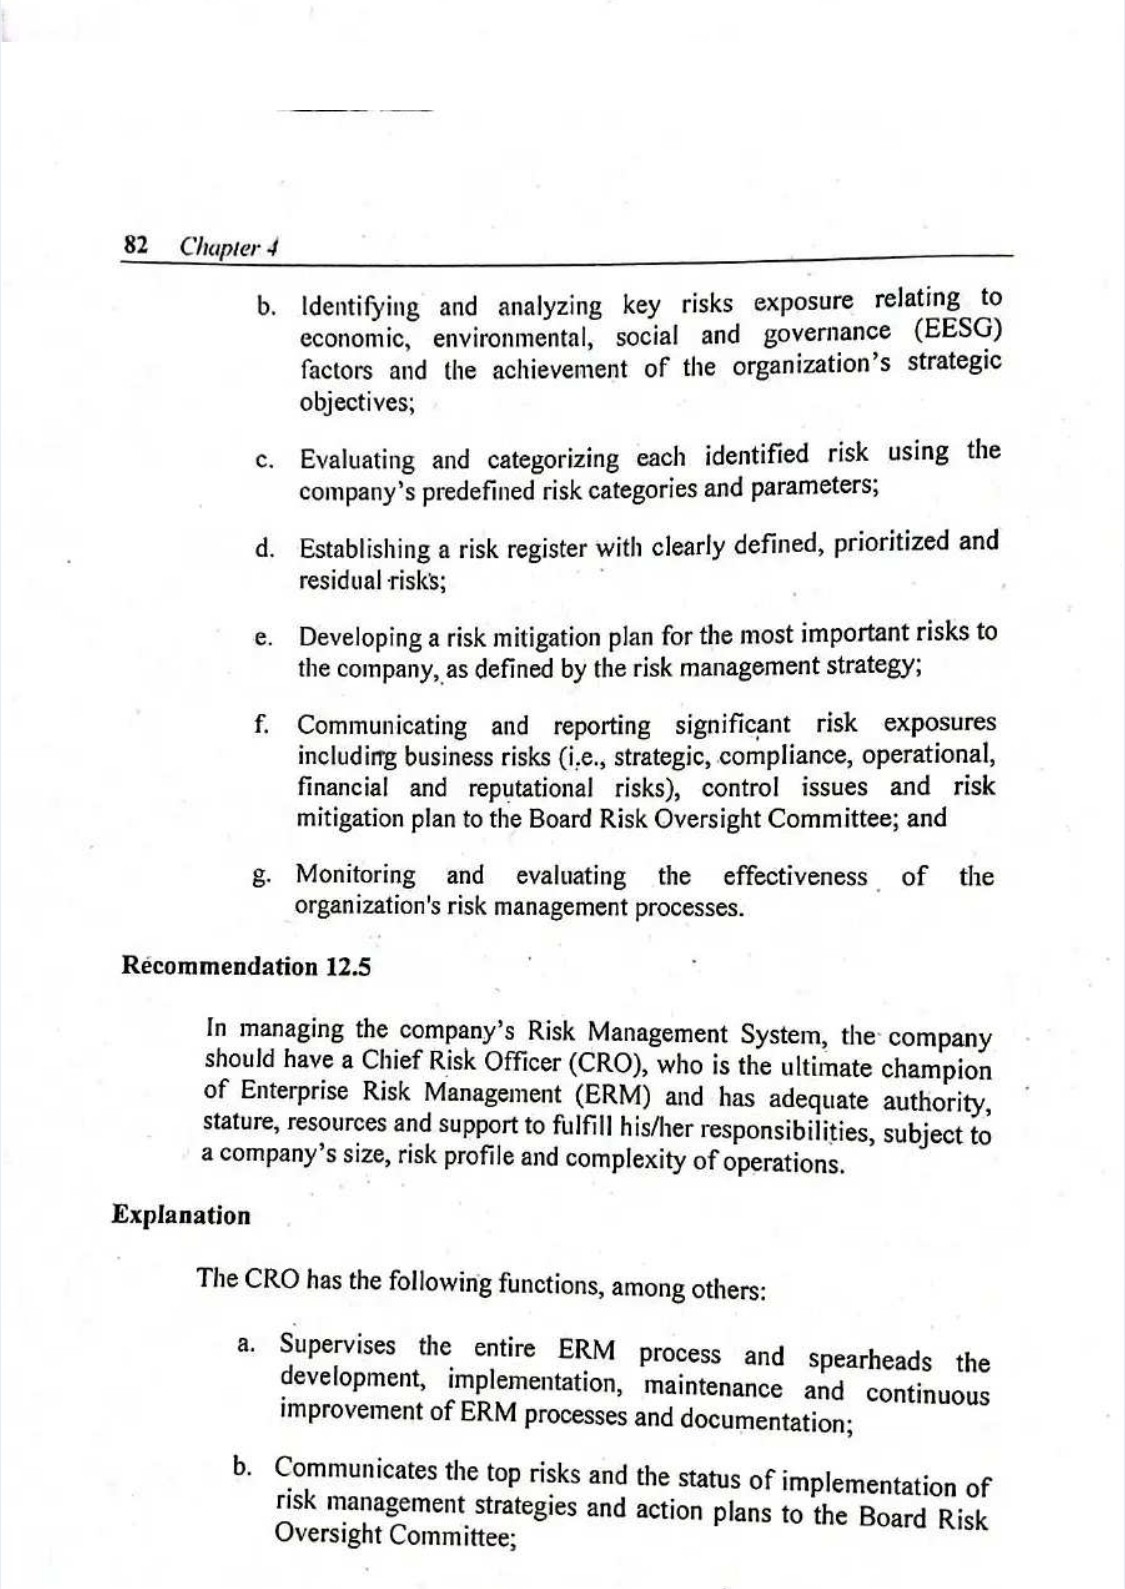 82 Chapter 4
b. Identifying and analyzing key risks exposure relating to
economic, environmental, social and governance (EESG)
factors and the achievement of the organization's strategic
objectives;
c. Evaluating and categorizing each identified risk using the
company's predefined risk categories and parameters;
d. Establishing a risk register with clearly defined, prioritized and
residual risks;
e. Developing a risk mitigation plan for the most important risks to
the company, as defined by the risk management strategy;
f. Communicating and reporting significant risk exposures
including business risks (i.e., strategic, compliance, operational,
financial and reputational risks), control issues and risk
mitigation plan to the Board Risk Oversight Committee; and
g. Monitoring and evaluating the effectiveness of the
organization's risk management processes.
Recommendation 12.5
In managing the company's Risk Management System, the company
should have a Chief Risk Officer (CRO), who is the ultimate champion
of Enterprise Risk Management (ERM) and has adequate authority,
stature, resources and support to fulfill his/her responsibilities, subject to
a company's size, risk profile and complexity of operations.
Explanation
The CRO has the following functions, among others:
a. Supervises the entire ERM process and spearheads the
development, implementation, maintenance and continuous
improvement of ERM processes and documentation;
b. Communicates the top risks and the status of implementation of
risk management strategies and action plans to the Board Risk
Oversight Committee;